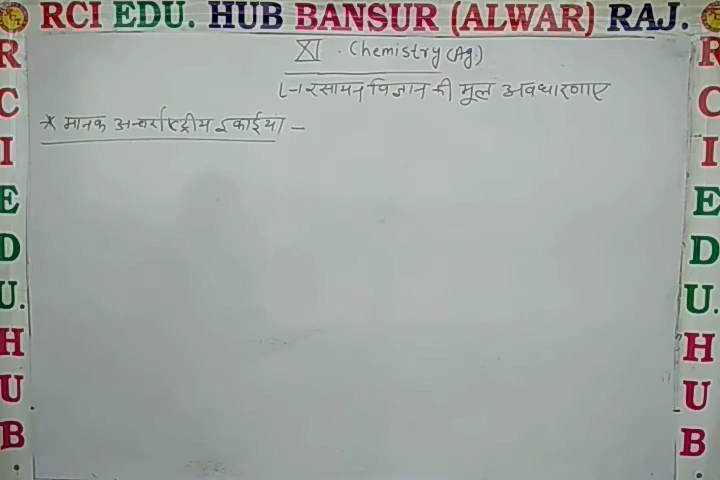 RCI EDU. HUB BANSUR (ALWAR) RAJ.
XI . Chemistry (Ag)
L-1 रसायन विज्ञान की मूल अवधारणाए
* मानक अन्तर्राष्ट्रीय इकाईयां -
RCI EDU. HUB
RCI EDU. HUB